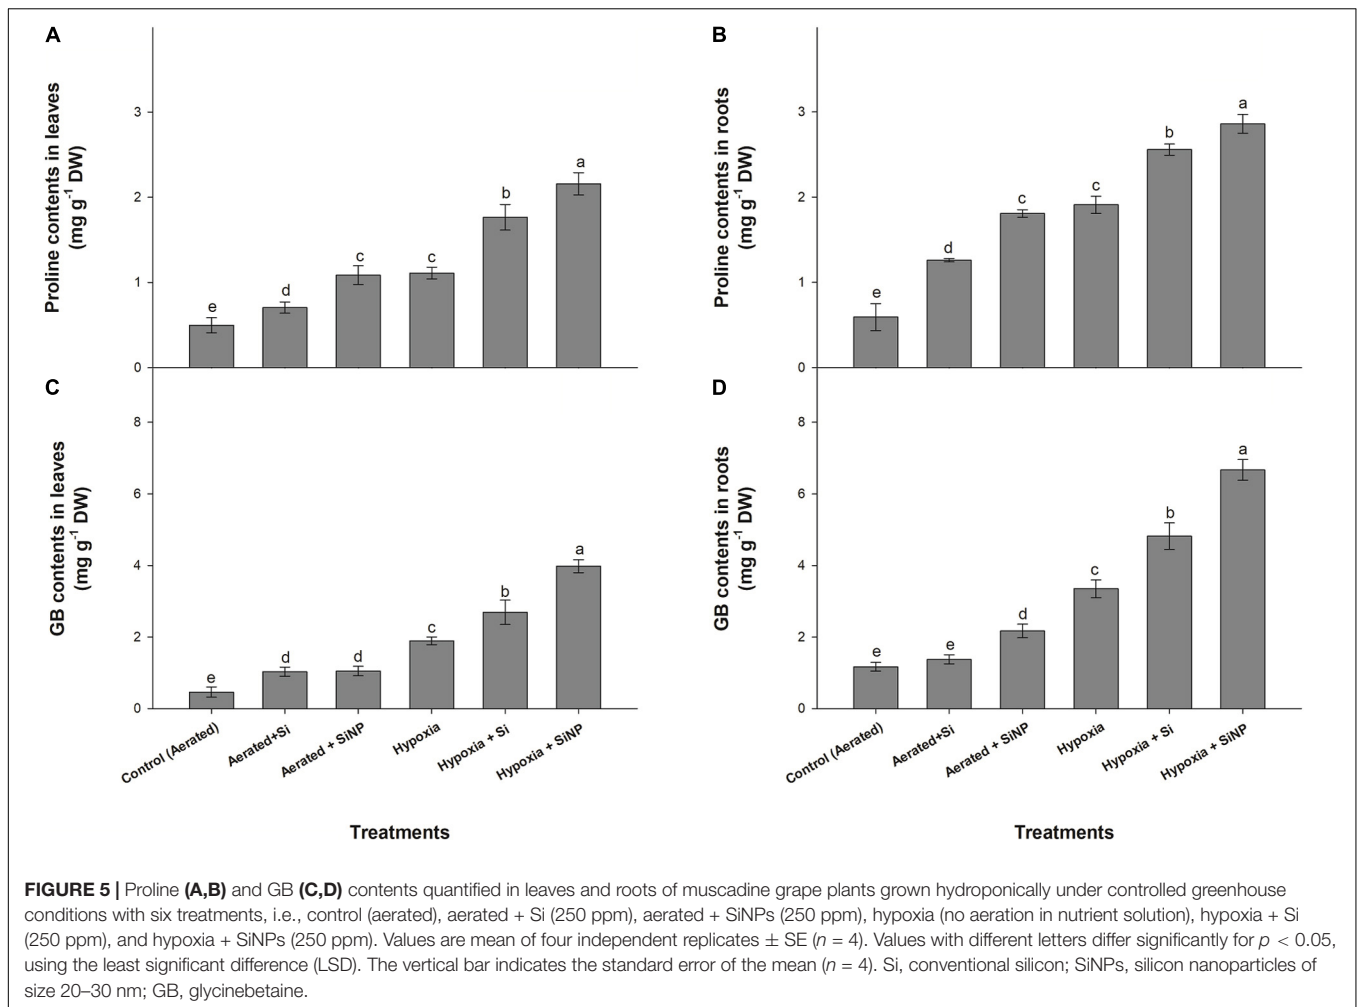 A
Proline contents in leaves
(mg g-1 DW)
3
2
1
0
e
d
c
c
b
a
B
Proline contents in roots
(mg g-1 DW)
3
2
1
0
e
d
c
c
b
a
C
GB contents in leaves
(mg g-1 DW)
8
6
4
2
0
e
d
d
c
b
a
Control (Aerated)
Aerated+Si
Aerated + SiNP
Hypoxia
Hypoxia + Si
Hypoxia + SiNP
Treatments
D
GB contents in roots
(mg g-1 DW)
8
6
4
2
0
e
e
d
c
b
a
Control (Aerated)
Aerated+Si
Aerated + SiNP
Hypoxia
Hypoxia + Si
Hypoxia + SiNP
Treatments
FIGURE 5 | Proline (A,B) and GB (C,D) contents quantified in leaves and roots of muscadine grape plants grown hydroponically under controlled greenhouse
conditions with six treatments, i.e., control (aerated), aerated + Si (250 ppm), aerated + SiNPs (250 ppm), hypoxia (no aeration in nutrient solution), hypoxia + Si
(250 ppm), and hypoxia + SiNPs (250 ppm). Values are mean of four independent replicates ± SE (n = 4). Values with different letters differ significantly for p < 0.05,
using the least significant difference (LSD). The vertical bar indicates the standard error of the mean (n = 4). Si, conventional silicon; SiNPs, silicon nanoparticles of
size 20–30 nm; GB, glycinebetaine.